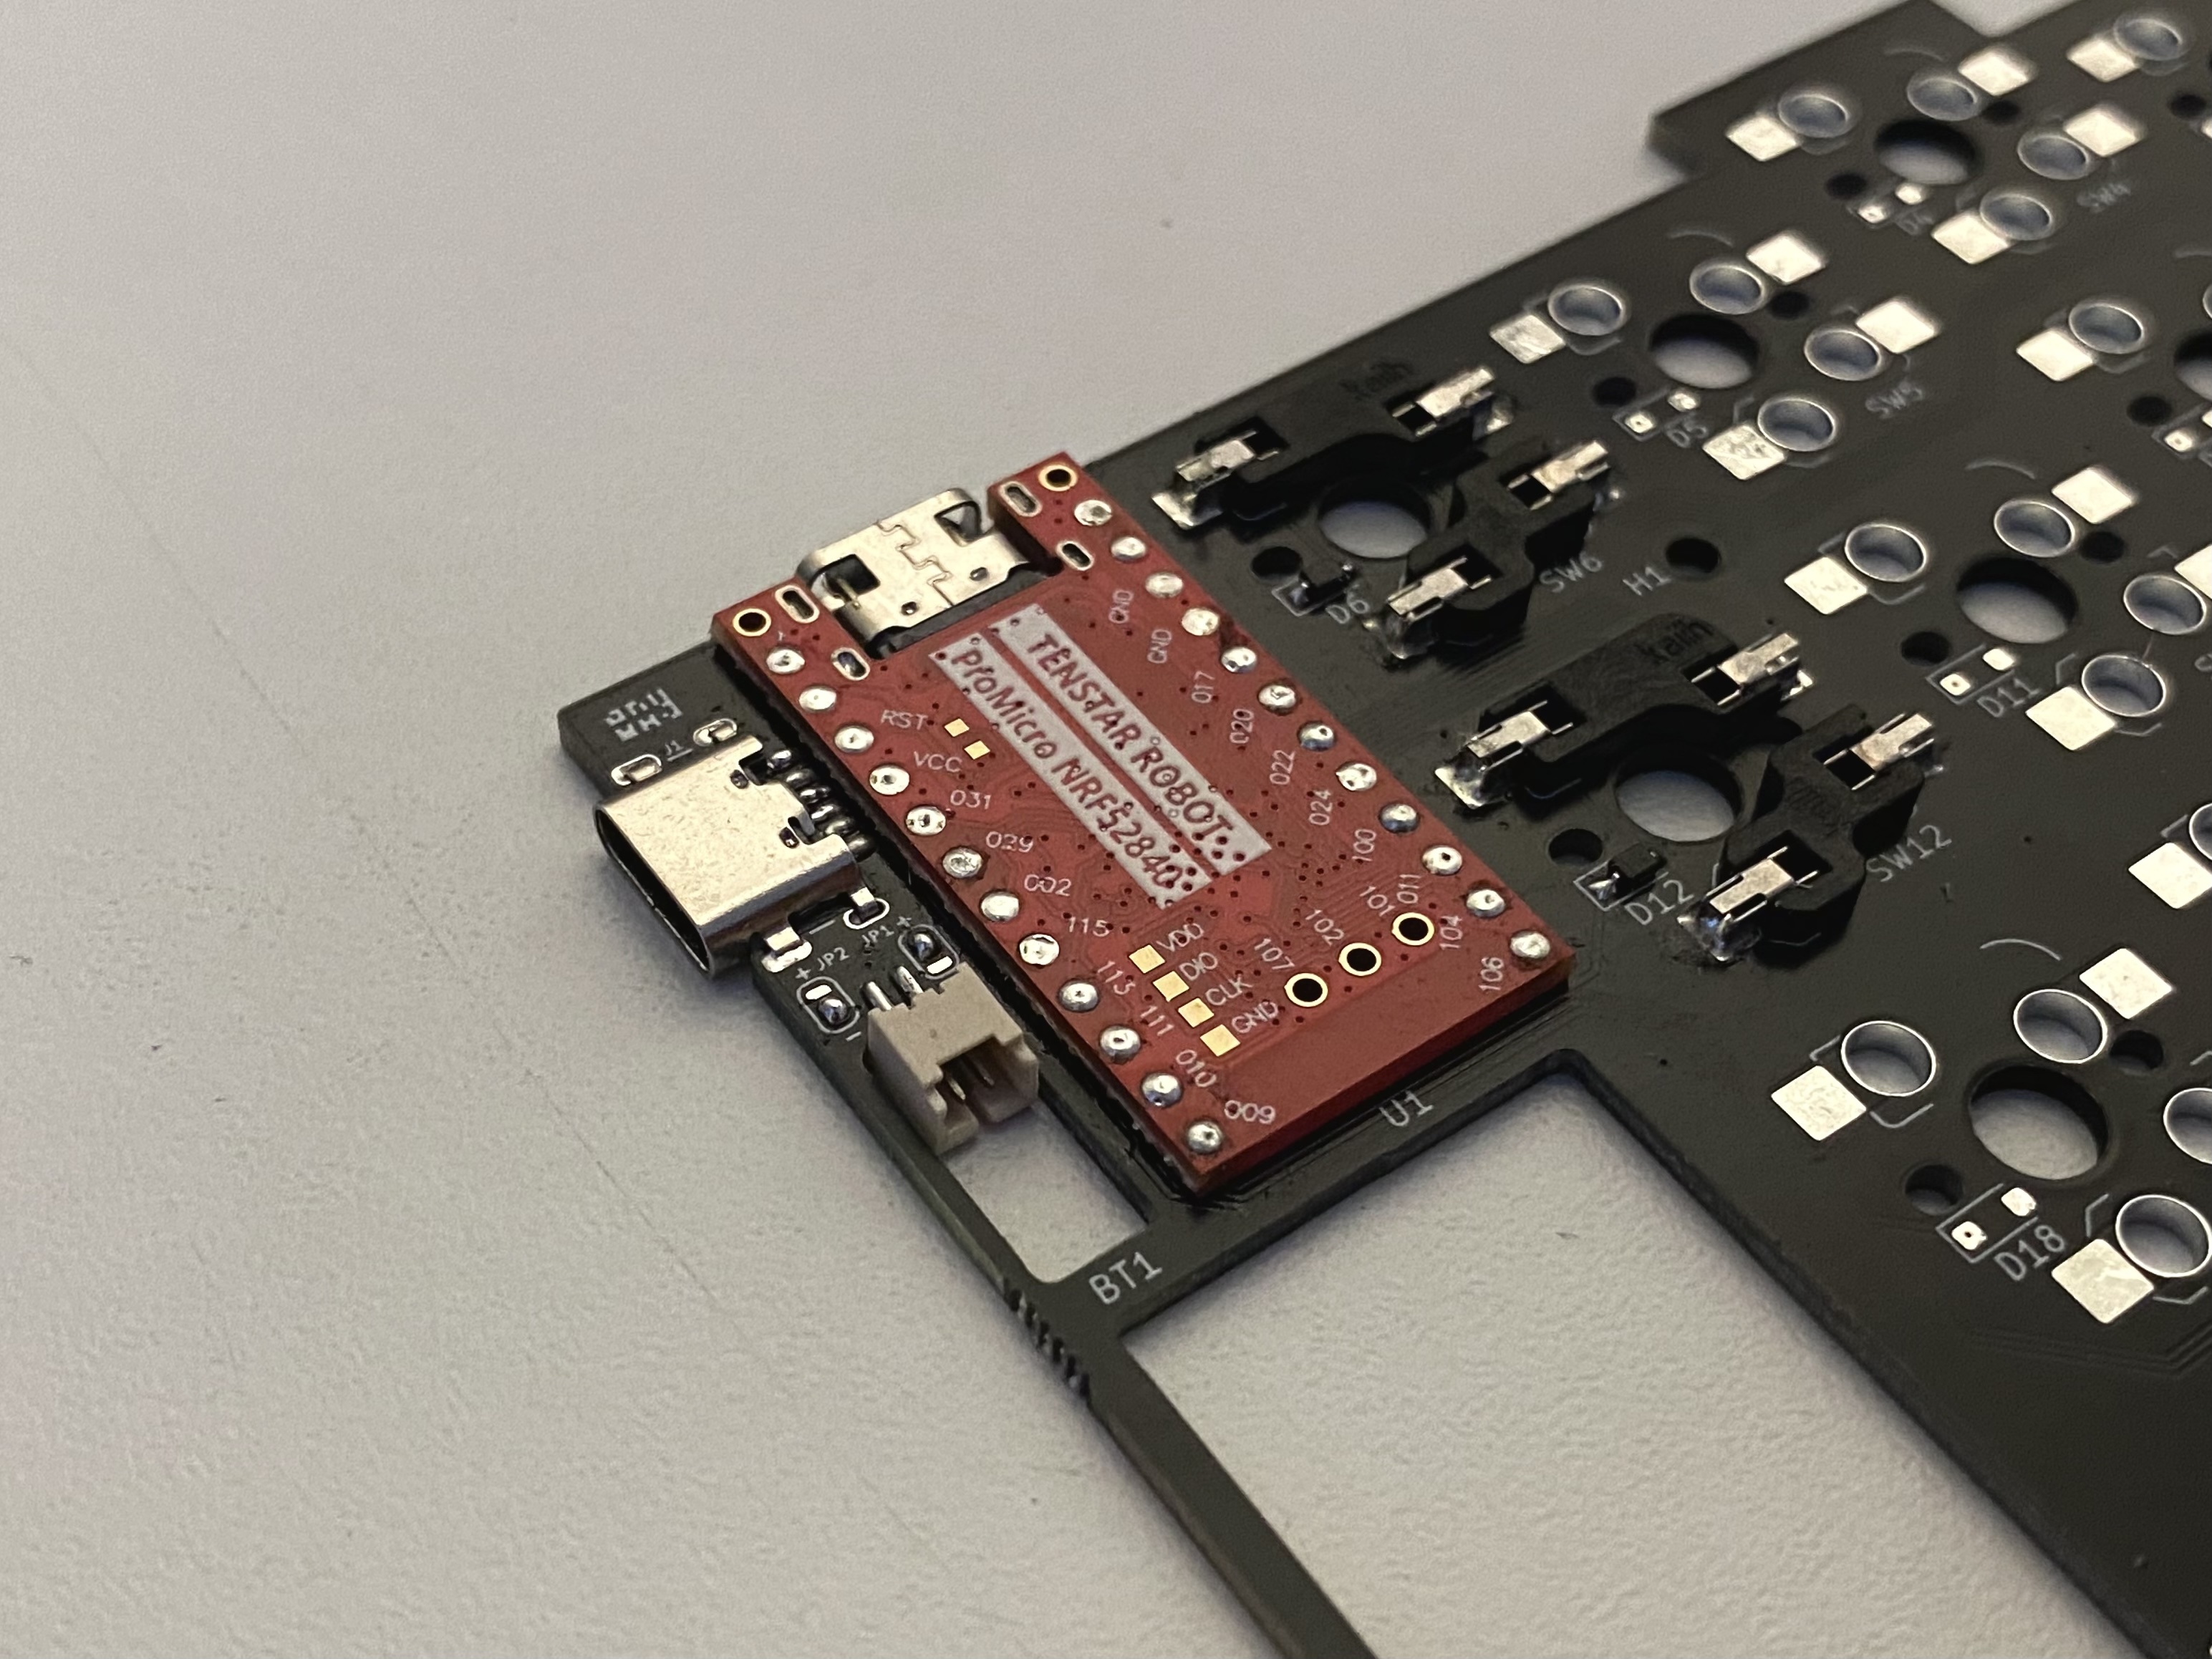 TENSTAR ROBOT
ProMicro NRF52840
RST
VCC
031
029
002
115
113
111
010
009
GND
GND
017
020
022
024
100
011
104
106
101
102
107
VDD
DIO
CLK
GND
J1
+ JP2
-
JP1 +
BT1
U1
kailh
D6
SW6
H1
kailh
D12
SW12
D5
SW5
D4
SW4
D11
D18